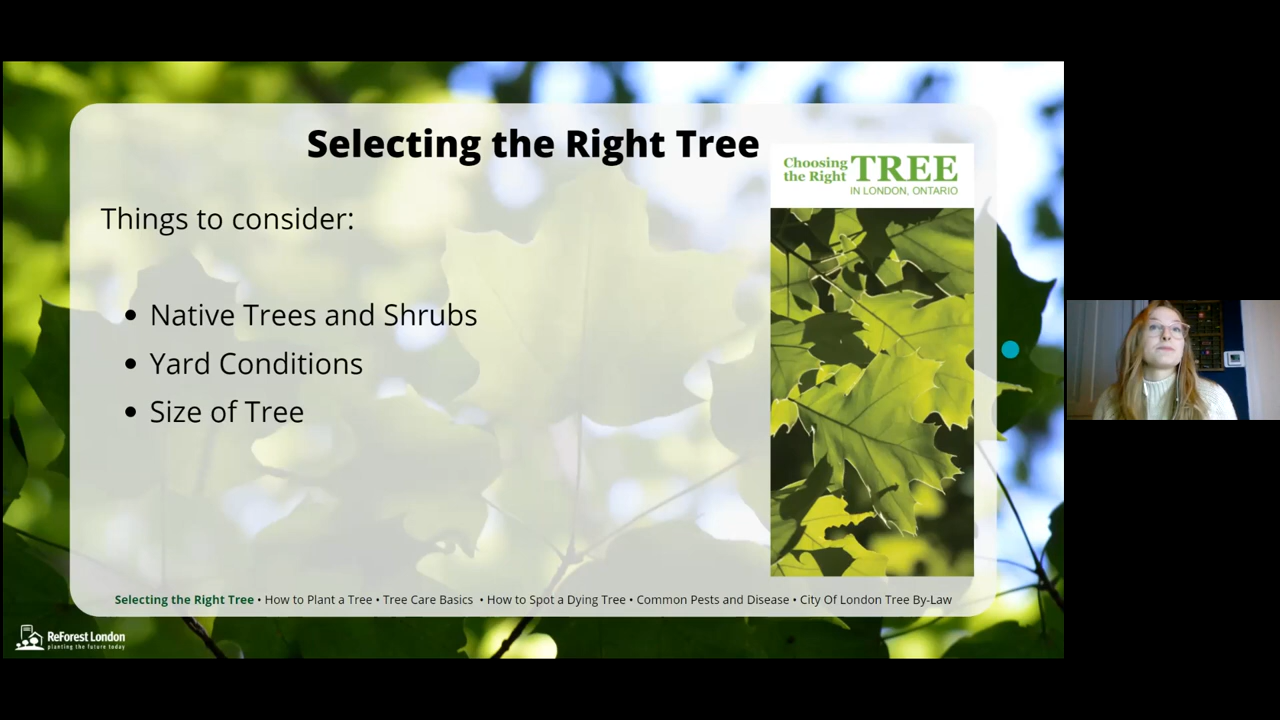 Selecting the Right Tree
Things to consider:
• Native Trees and Shrubs
• Yard Conditions
• Size of Tree
Choosing
the Right TREE
IN LONDON, ONTARIO
Selecting the Right Tree • How to Plant a Tree • Tree Care Basics • How to Spot a Dying Tree • Common Pests and Disease • City Of London Tree By-Law
ReForest London
planting the future today